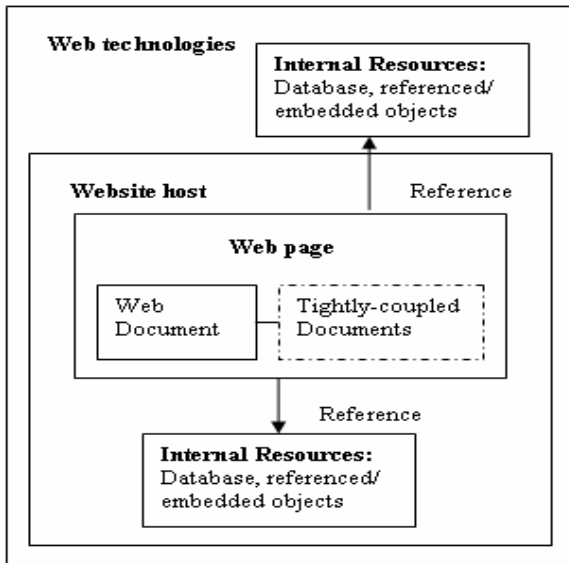 Web technologies
Internal Resources:
Database, referenced/
embedded objects
Website host
Reference
Web page
Web
Document
Tightly-coupled
Documents
Reference
Internal Resources:
Database, referenced/
embedded objects